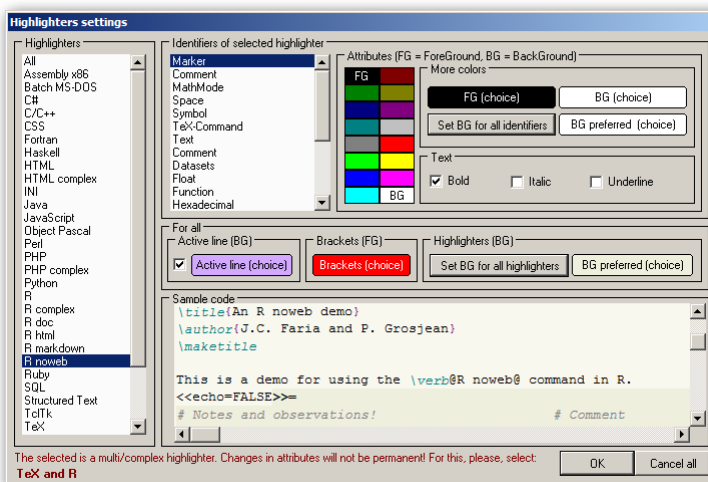 Highlighters settings
Highlighters
All
Assembly x86
Batch MS-DOS
C#
C/C++
CSS
Fortran
Haskell
HTML
HTML complex
INI
Java
JavaScript
Object Pascal
Perl
PHP
PHP complex
Python
R
R complex
R doc
R html
R markdown
R noweb
Ruby
SQL
Structured Text
TclTk
TeX
Identifiers of selected highlighter
Marker
Comment
MathMode
Space
Symbol
TeX-Command
Text
Comment
Datasets
Float
Function
Hexadecimal
Attributes (FG = ForeGround, BG = BackGround)
FG
BG
More colors
FG (choice)
BG (choice)
Set BG for all identifiers
BG preferred (choice)
Text
Bold
Italic
Underline
For all
Active line (BG)
Active line (choice)
Brackets (FG)
Brackets (choice)
Highlighters (BG)
Set BG for all highlighters
BG preferred (choice)
Sample code
\title{An R noweb demo}
\author{J.C. Faria and P. Grosjean}
\maketitle
This is a demo for using the \verb@R noweb@ command in R.
<<echo=FALSE>>=
# Notes and observations! # Comment
The selected is a multi/complex highlighter. Changes in attributes will not be permanent! For this, please, select:
TeX and R
OK
Cancel all